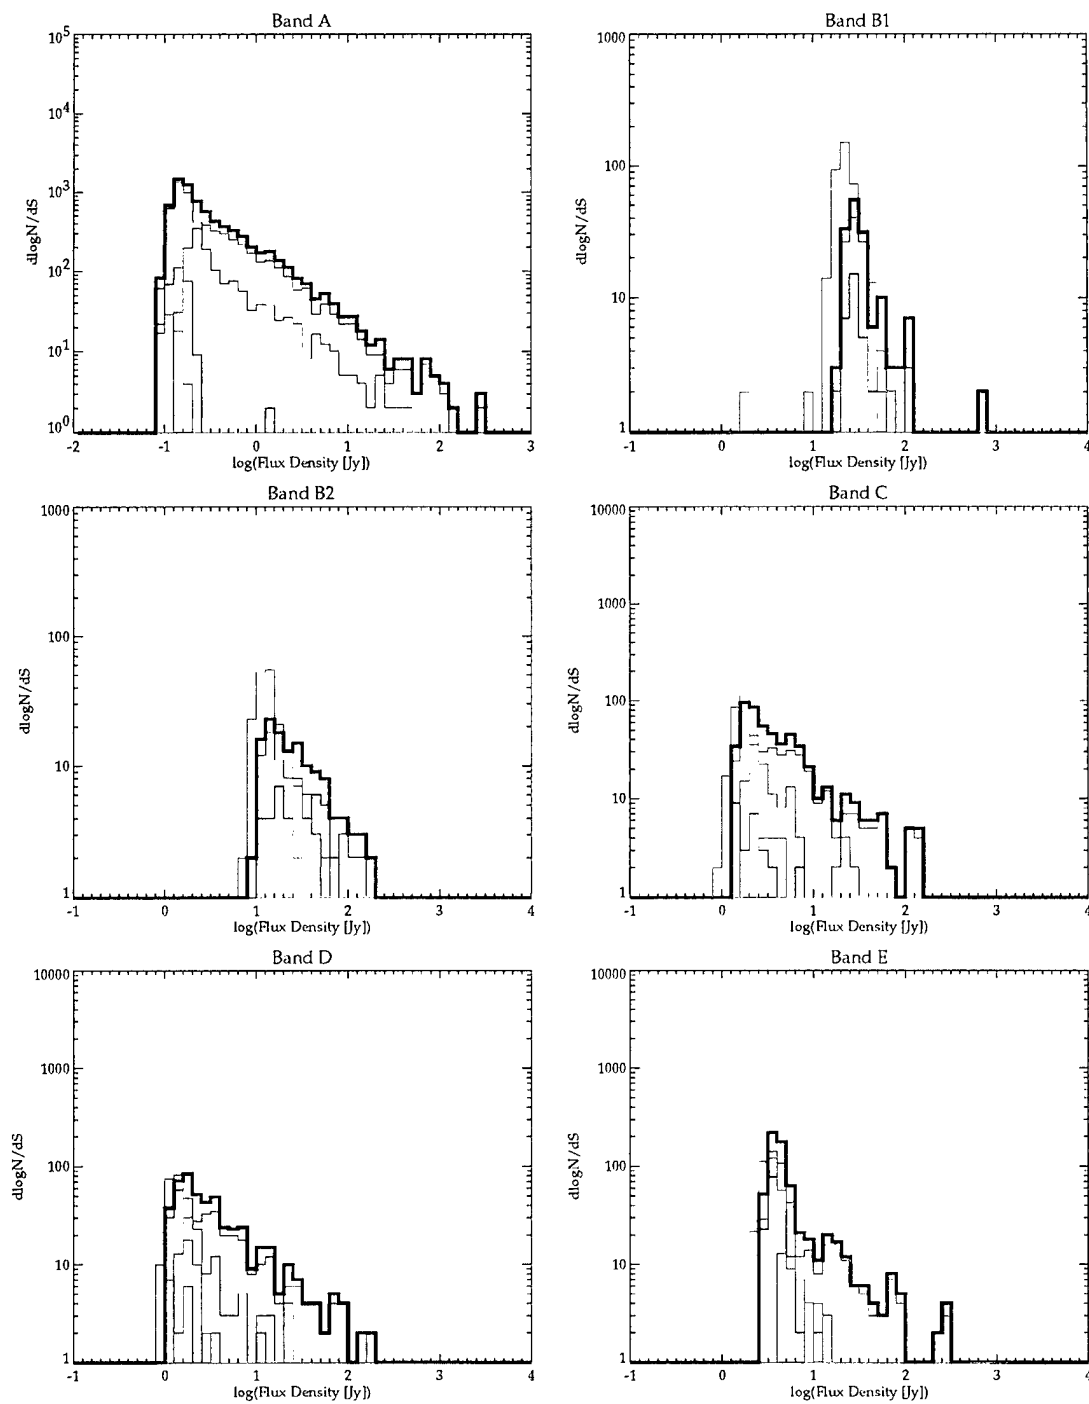 Band A
10^5
10^4
10^3
10^2
10^1
10^0
dlogN/dS
-2 -1 0 1 2 3
log(Flux Density [Jy])
Band B1
1000
100
10
1
dlogN/dS
-1 0 1 2 3 4
log(Flux Density [Jy])
Band B2
1000
100
10
1
dlogN/dS
-1 0 1 2 3 4
log(Flux Density [Jy])
Band C
10000
1000
100
10
1
dlogN/dS
-1 0 1 2 3 4
log(Flux Density [Jy])
Band D
10000
1000
100
10
1
dlogN/dS
-1 0 1 2 3 4
log(Flux Density [Jy])
Band E
10000
1000
100
10
1
dlogN/dS
-1 0 1 2 3 4
log(Flux Density [Jy])